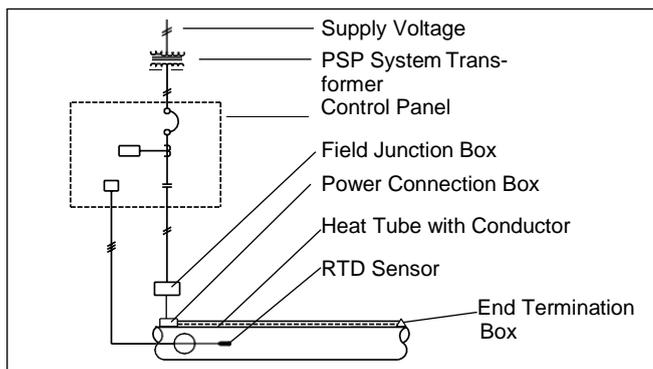 Supply Voltage
PSP System Trans-
former
Control Panel
Field Junction Box
Power Connection Box
Heat Tube with Conductor
RTD Sensor
End Termination
Box